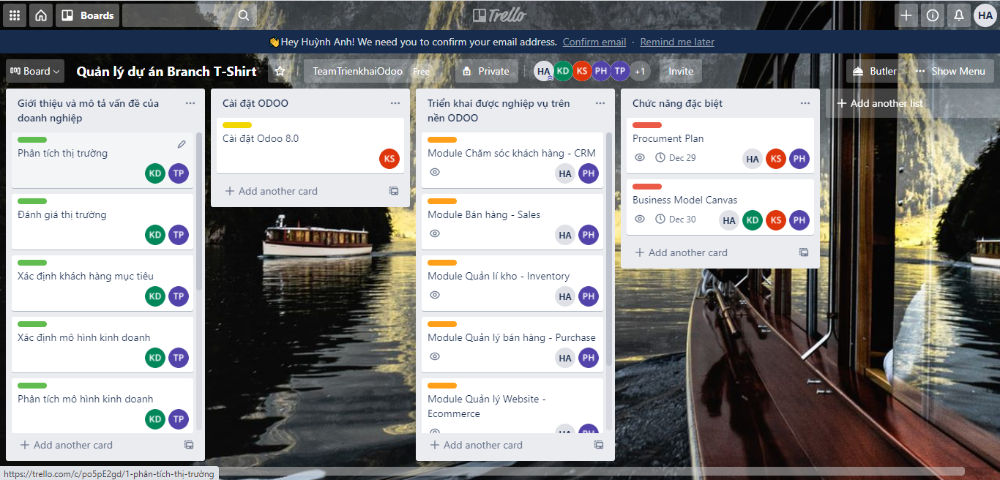 Boards
Trello
HA
👋Hey Huỳnh Anh! We need you to confirm your email address. Confirm email · Remind me later
Board
Quản lý dự án Branch T-Shirt
TeamTrienkhaiOdoo Free
Private
HA KD KS PH TP +1
Invite
Butler
··· Show Menu
Giới thiệu và mô tả vấn đề của
doanh nghiệp
Phân tích thị trường
KD TP
Đánh giá thị trường
KD TP
Xác định khách hàng mục tiêu
KD TP
Xác định mô hình kinh doanh
KD TP
Phân tích mô hình kinh doanh
KD TP
+ Add another card
Cài đặt ODOO
Cài đặt Odoo 8.0
KS
+ Add another card
Triển khai được nghiệp vụ trên
nền ODOO
Module Chăm sóc khách hàng - CRM
HA PH
Module Bán hàng - Sales
HA PH
Module Quản lí kho - Inventory
HA PH
Module Quản lý bán hàng - Purchase
HA PH
Module Quản lý Website -
Ecommerce
HA PH
+ Add another card
Chức năng đặc biệt
Procument Plan
Dec 29 HA KS PH
Business Model Canvas
Dec 30 HA KD KS PH
+ Add another card
+ Add another list
https://trello.com/c/po5pE2gd/1-phân-tích-thị-trường